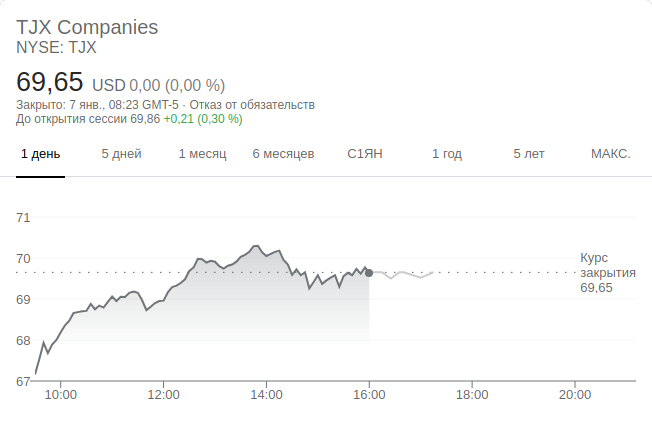 TJX Companies
NYSE: TJX
69,65 USD 0,00 (0,00 %)
Закрыто: 7 янв., 08:23 GMT-5 · Отказ от обязательств
До открытия сессии 69,86 +0,21 (0,30 %)
1 день 5 дней 1 месяц 6 месяцев С1ЯН 1 год 5 лет МАКС.
71
70
69
68
67
Курс
закрытия
69,65
10:00 12:00 14:00 16:00 18:00 20:00